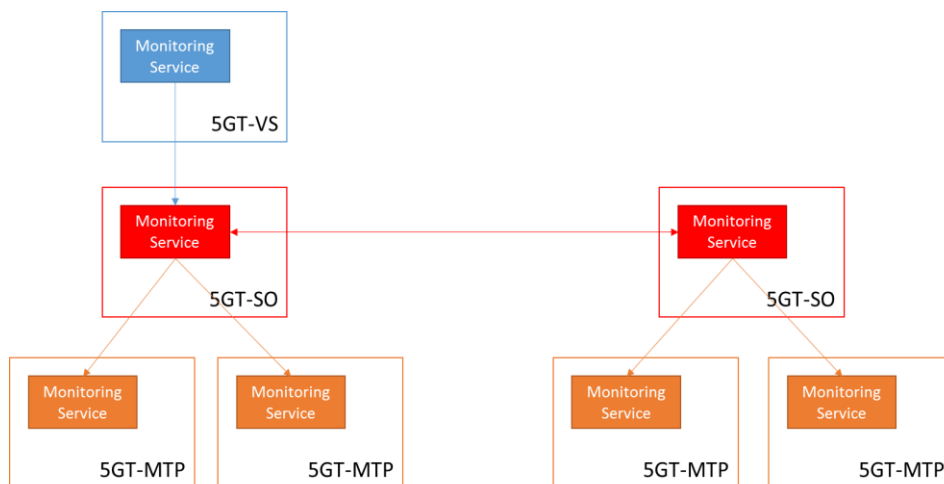 Monitoring
Service
5GT-VS
Monitoring
Service
5GT-SO
Monitoring
Service
5GT-SO
Monitoring
Service
5GT-MTP
Monitoring
Service
5GT-MTP
Monitoring
Service
5GT-MTP
Monitoring
Service
5GT-MTP